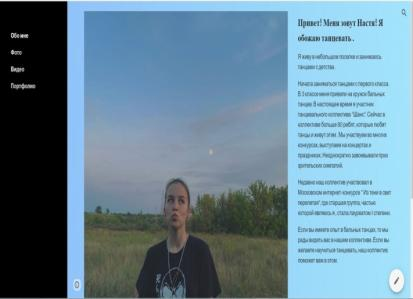 Обо мне
Фото
Видео
Портфолио
Привет! Меня зовут Настя! Я
обожаю танцевать .
Я живу в небольшом поселке и занимаюсь
танцами с детства.
Начала заниматься танцами с первого класса.
В 3 классе меня привели на кружок бальных
танцев. В настоящее время я участник
танцевального коллектива "Шанс". Сейчас в
коллективе больше 80 ребят, которые любят
танцы и живут этим. Мы участвуем во многих
конкурсах, выступаем на концертах и
праздниках. Неоднократно завоевывали приз
зрительских симпатий.
Недавно наш коллектив участвовал в
Московском интернет -конкурсе " Из тени в свет
перелетая", где старшая группа, частью
которой являюсь я, стала лауреатом I степени.
Если вы имеете опыт в бальных танцах, то мы
рады видеть вас в нашем коллективе. Если вы
желаете научиться танцевать, наш коллектив
поможет вам в этом.